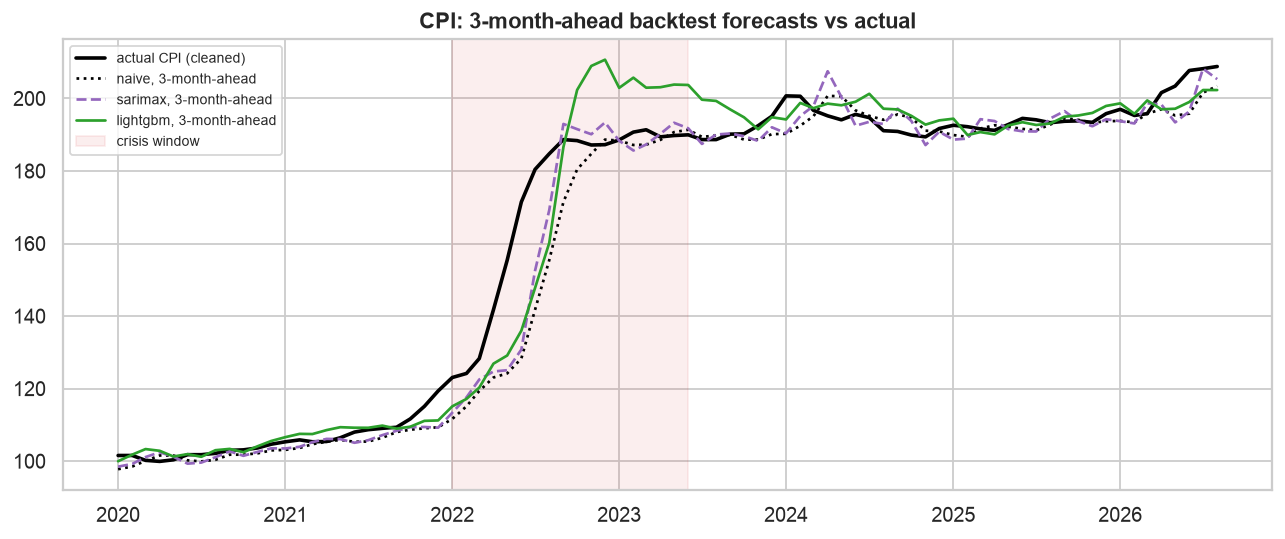 CPI: 3-month-ahead backtest forecasts vs actual
actual CPI (cleaned)
naive, 3-month-ahead
sarimax, 3-month-ahead
lightgbm, 3-month-ahead
crisis window
200
180
160
140
120
100
2020 2021 2022 2023 2024 2025 2026